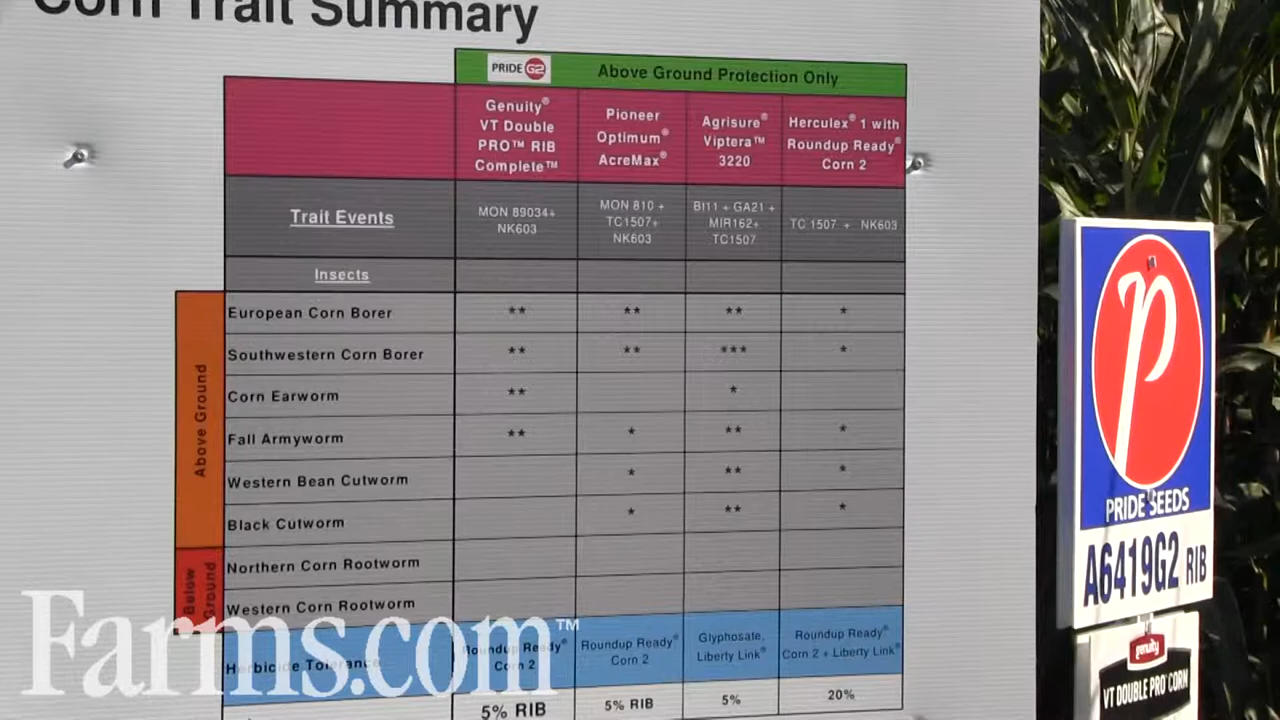 Corn Trait Summary
PRIDE G2
Above Ground Protection Only
Genuity®
VT Double
PRO™ RIB
Complete™
Pioneer
Optimum®
AcreMax®
Agrisure®
Viptera™
3220
Herculex® 1 with
Roundup Ready®
Corn 2
Trait Events
MON 89034+
NK603
MON 810 +
TC1507+
NK603
Bt11 + GA21 +
MIR162+
TC1507
TC 1507 + NK603
Insects
Above Ground
European Corn Borer ** ** ** *
Southwestern Corn Borer ** ** *** *
Corn Earworm ** *
Fall Armyworm ** * ** *
Western Bean Cutworm * ** *
Black Cutworm * ** *
Below
Ground
Northern Corn Rootworm
Western Corn Rootworm
Herbicide Tolerance
Roundup Ready®
Corn 2
Roundup Ready®
Corn 2
Glyphosate,
Liberty Link®
Roundup Ready®
Corn 2 + Liberty Link®
5% RIB
5% RIB
5%
20%
Farms.com™
P
PRIDE SEEDS
A6419G2 RIB
genuity
VT DOUBLE PRO® CORN